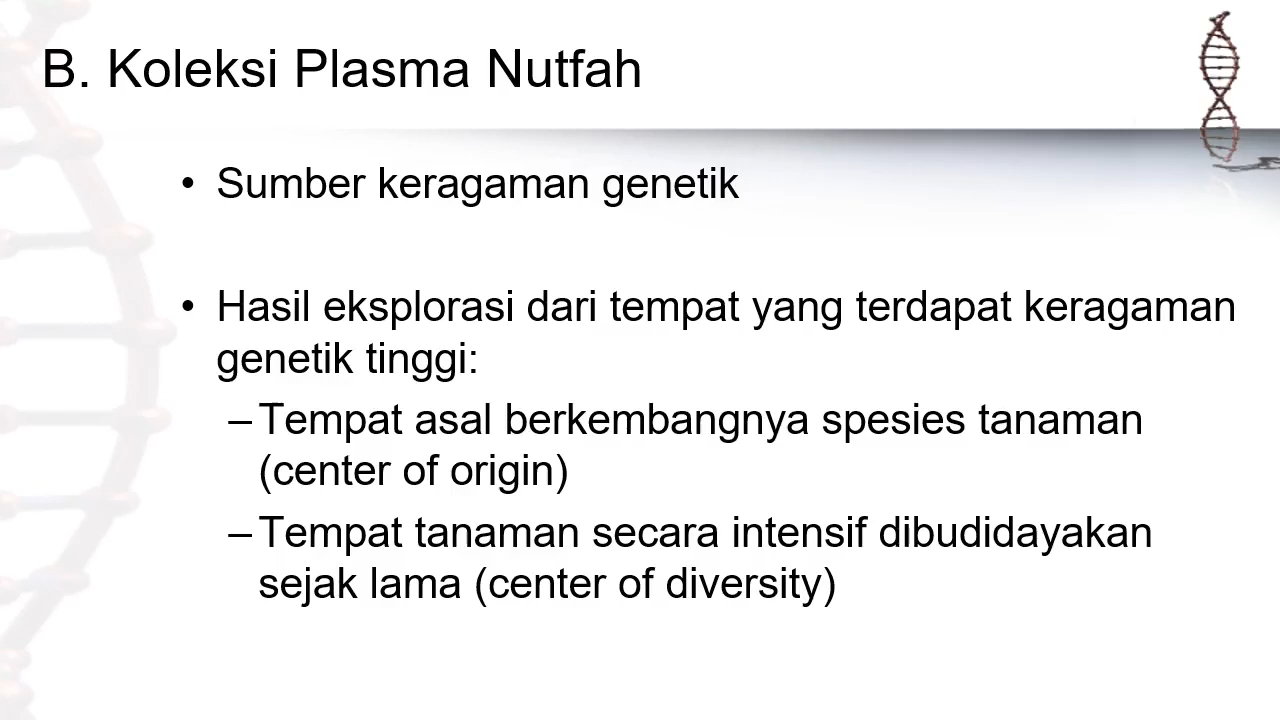 B. Koleksi Plasma Nutfah
• Sumber keragaman genetik
• Hasil eksplorasi dari tempat yang terdapat keragaman
genetik tinggi:
– Tempat asal berkembangnya spesies tanaman
(center of origin)
– Tempat tanaman secara intensif dibudidayakan
sejak lama (center of diversity)